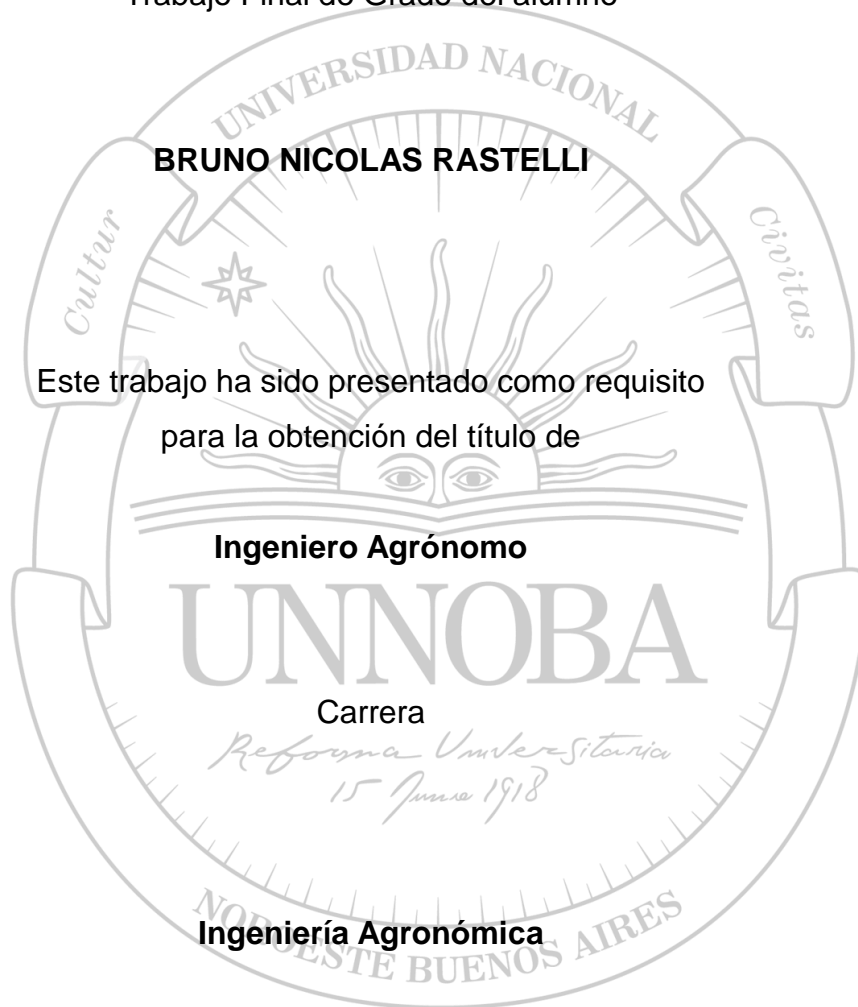 Trabajo Final de Grado del alumno
UNIVERSIDAD NACIONAL
BRUNO NICOLAS RASTELLI
Cultur
Civitas
Este trabajo ha sido presentado como requisito
para la obtención del título de
Ingeniero Agrónomo
UNNOBA
Carrera
Reforma Universitaria
15 Junio 1918
Ingeniería Agronómica
NOROESTE BUENOS AIRES